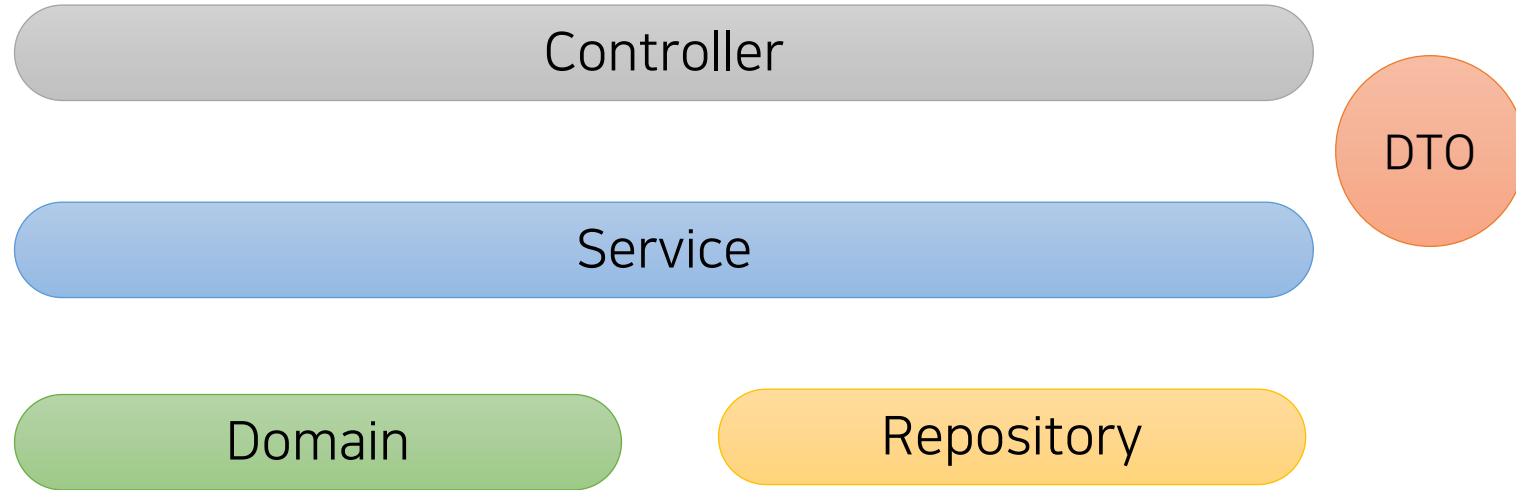 Controller
DTO
Service
Domain
Repository